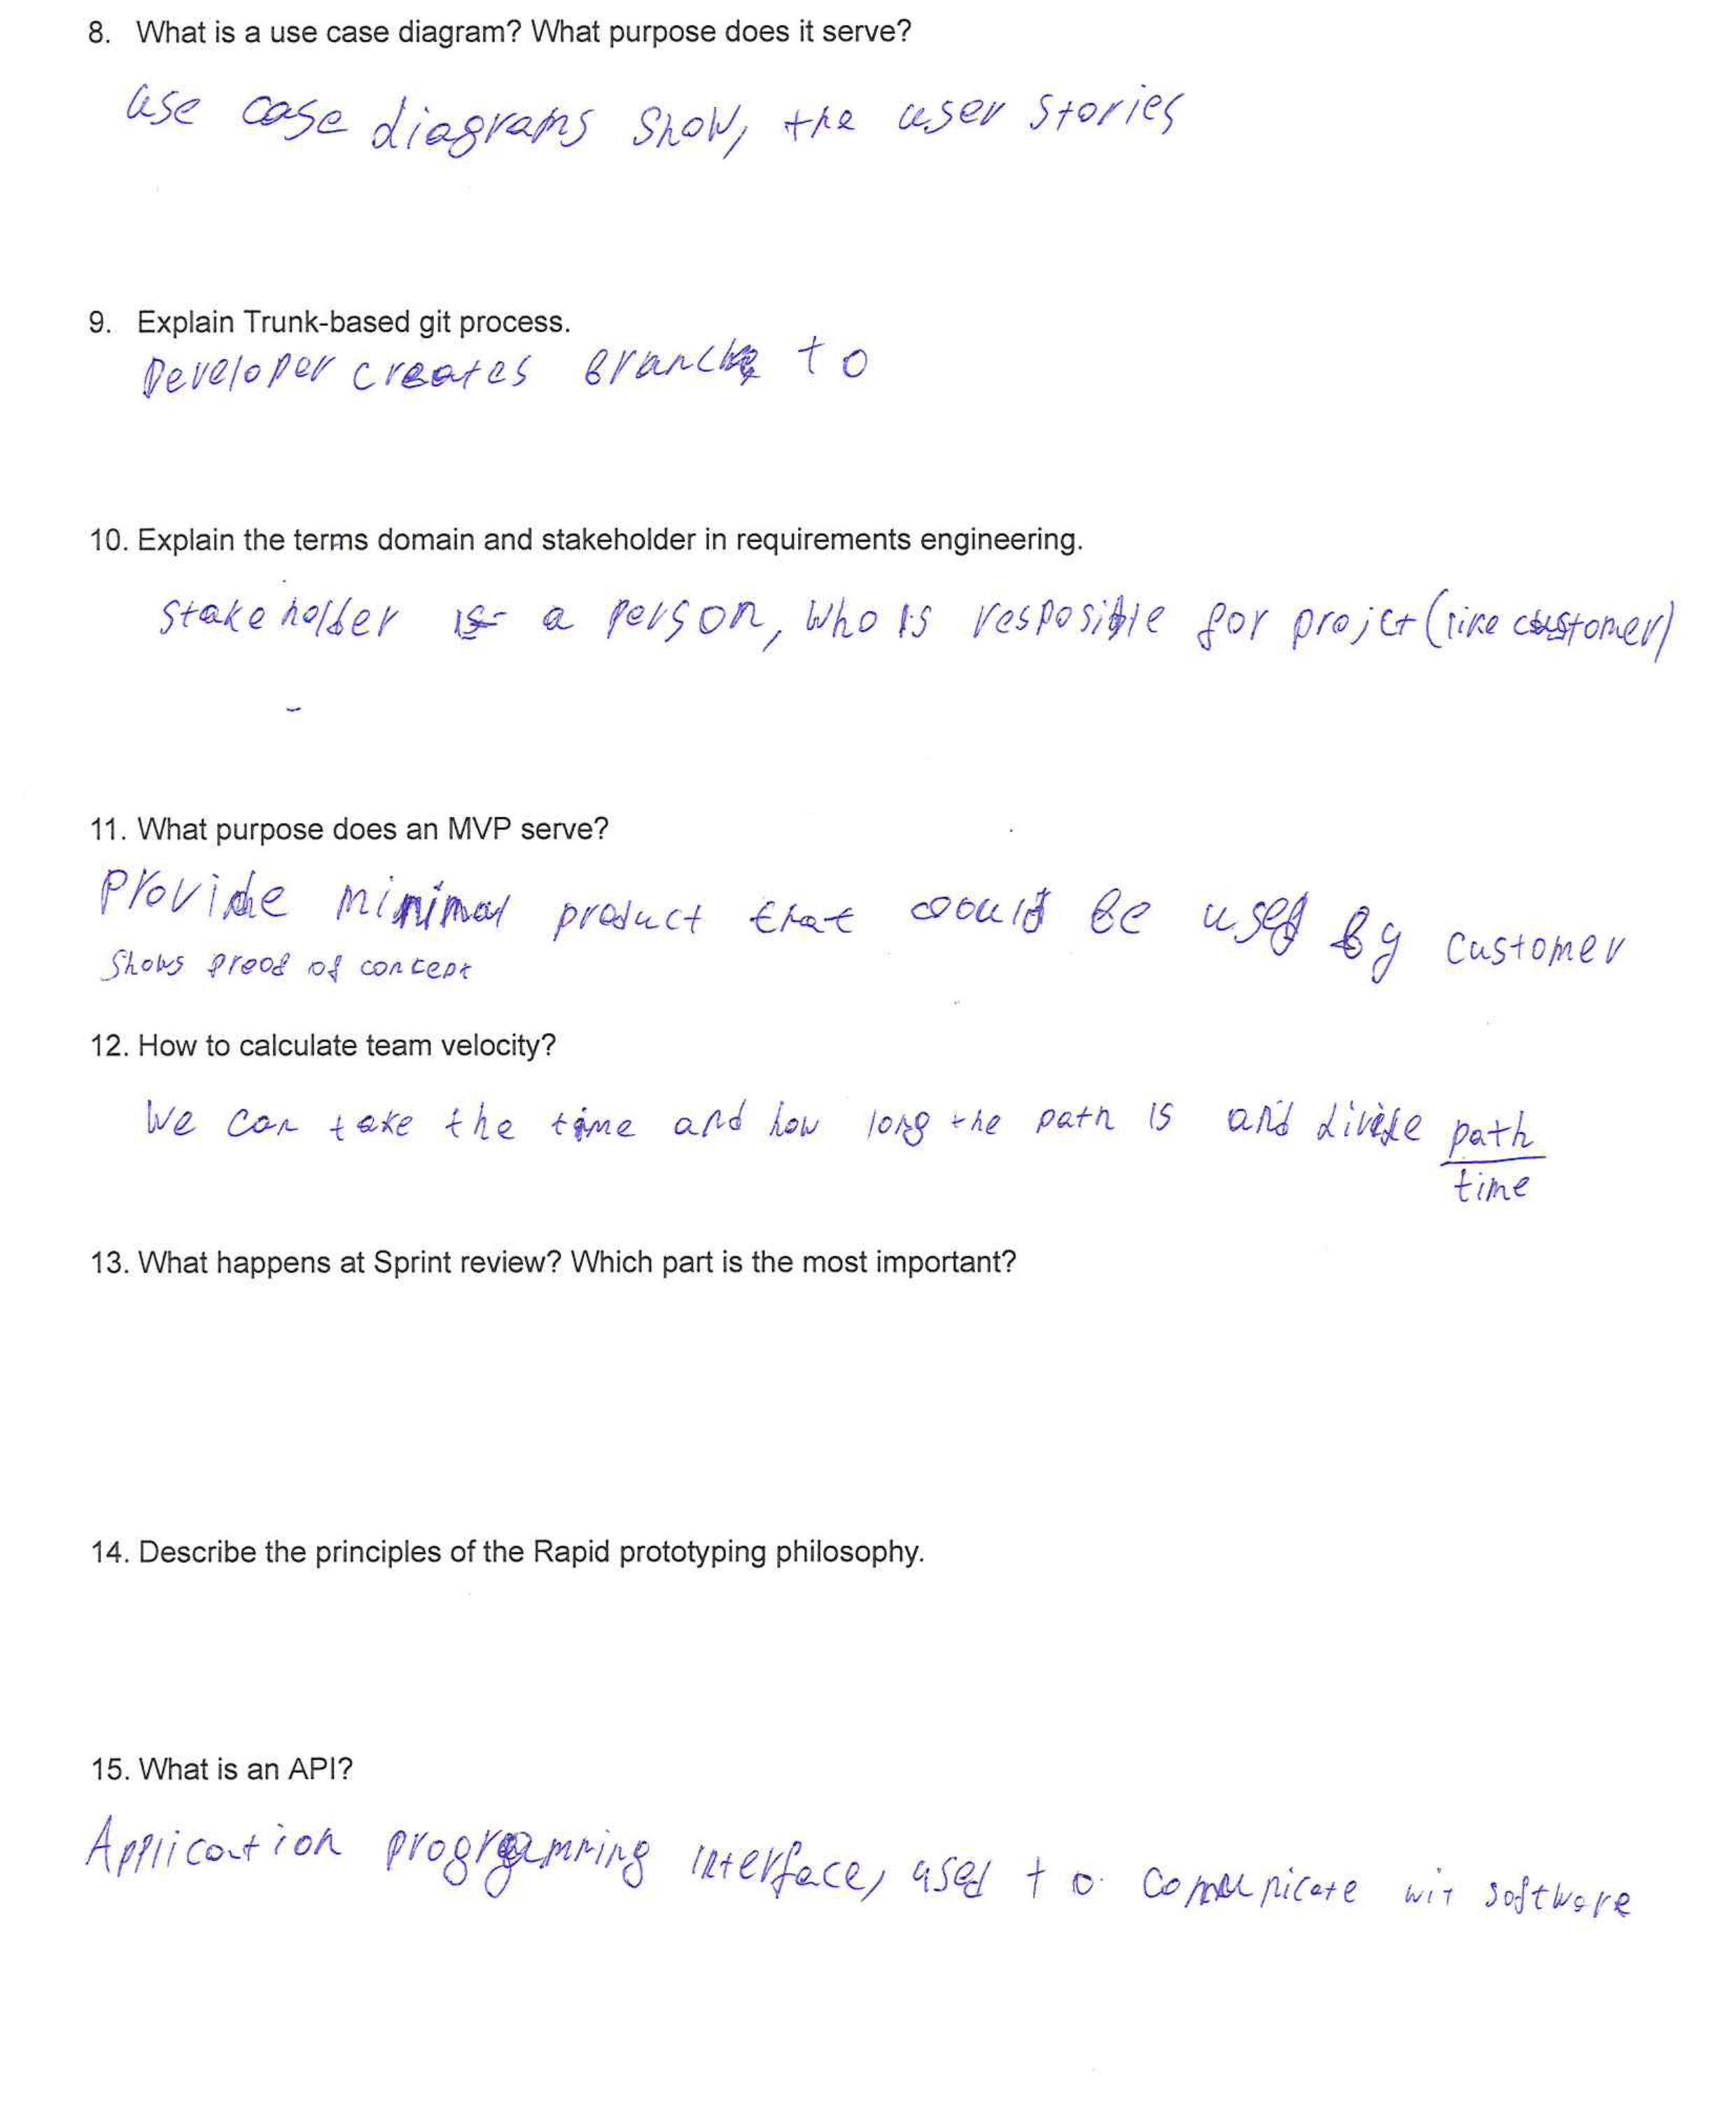 8. What is a use case diagram? What purpose does it serve?
use case diagrams show, the user stories
9. Explain Trunk-based git process.
Developer creates branch to
10. Explain the terms domain and stakeholder in requirements engineering.
Stakeholder is a person, who is resposible for projct (like customer)
11. What purpose does an MVP serve?
Provide minimal product that could be used by customer
Shows proof of concept
12. How to calculate team velocity?
We can take the time and how long the path is and divide path
time
13. What happens at Sprint review? Which part is the most important?
14. Describe the principles of the Rapid prototyping philosophy.
15. What is an API?
Application programming interface, used to communicate wit software